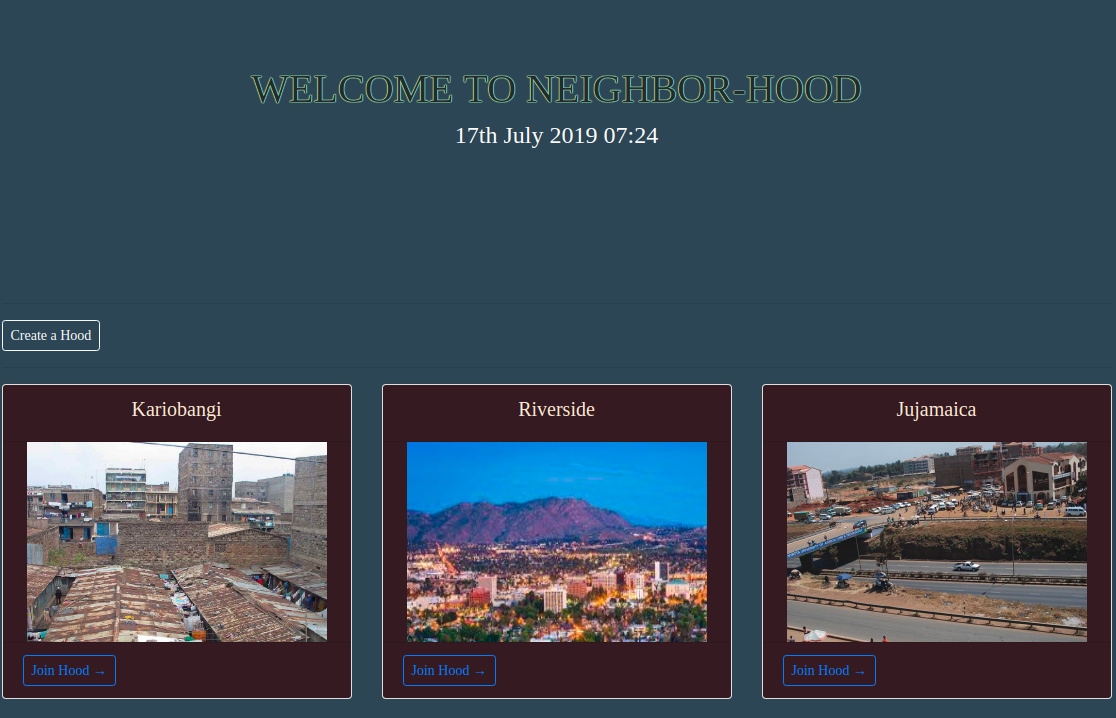 WELCOME TO NEIGHBOR-HOOD
17th July 2019 07:24
Create a Hood
Kariobangi
Riverside
Jujamaica
Join Hood →
Join Hood →
Join Hood →